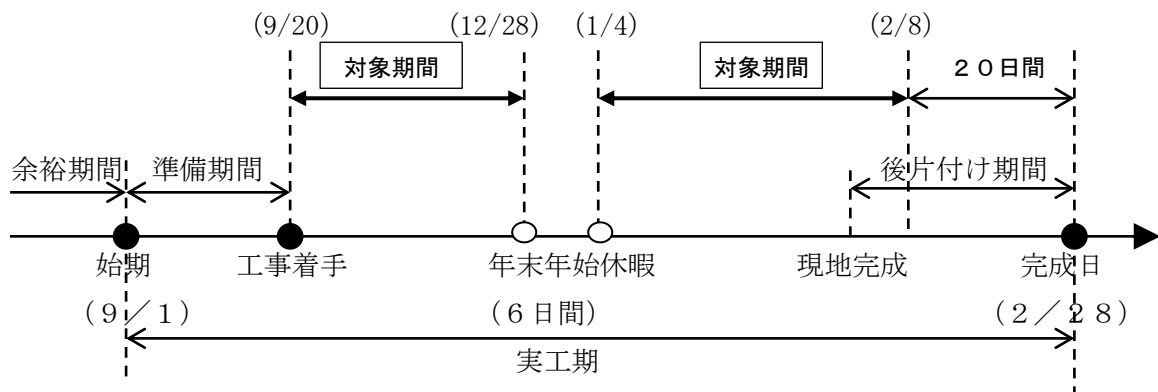 (9/20) (12/28) (1/4) (2/8)
対象期間 対象期間 20日間
余裕期間 準備期間 後片付け期間
始期 工事着手 年末年始休暇 現地完成 完成日
(9/1) (6日間) (2/28)
実工期